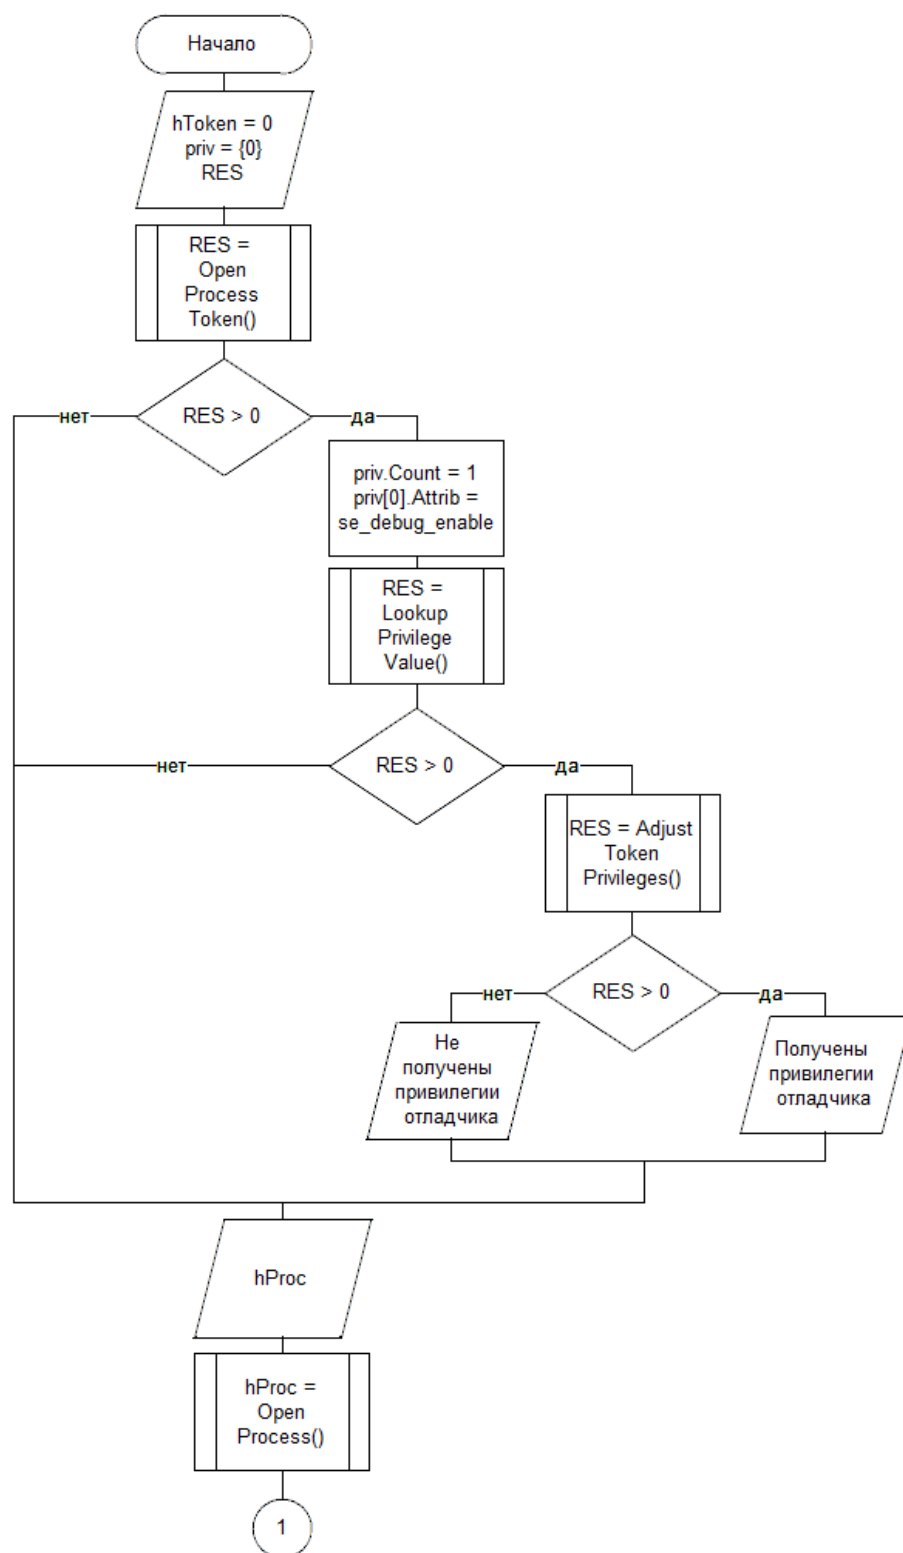 Начало
hToken = 0
priv = {0}
RES
RES =
Open
Process
Token()
RES > 0
нет
да
priv.Count = 1
priv[0].Attrib =
se_debug_enable
RES =
Lookup
Privilege
Value()
RES > 0
нет
да
RES = Adjust
Token
Privileges()
RES > 0
нет
да
Не
получены
привилегии
отладчика
Получены
привилегии
отладчика
hProc
hProc =
Open
Process()
1